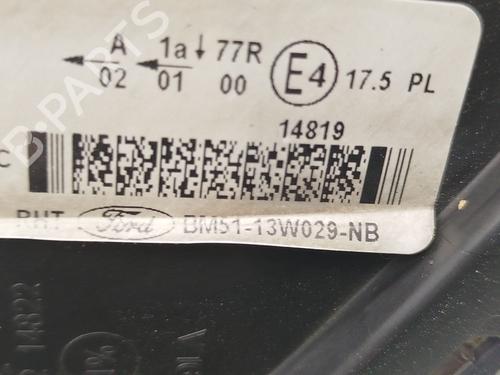 A 1a 77R
02 01 00 E4 17.5 PL
14819
C
RHT Ford BM51-13W029-NB
B-PARTS